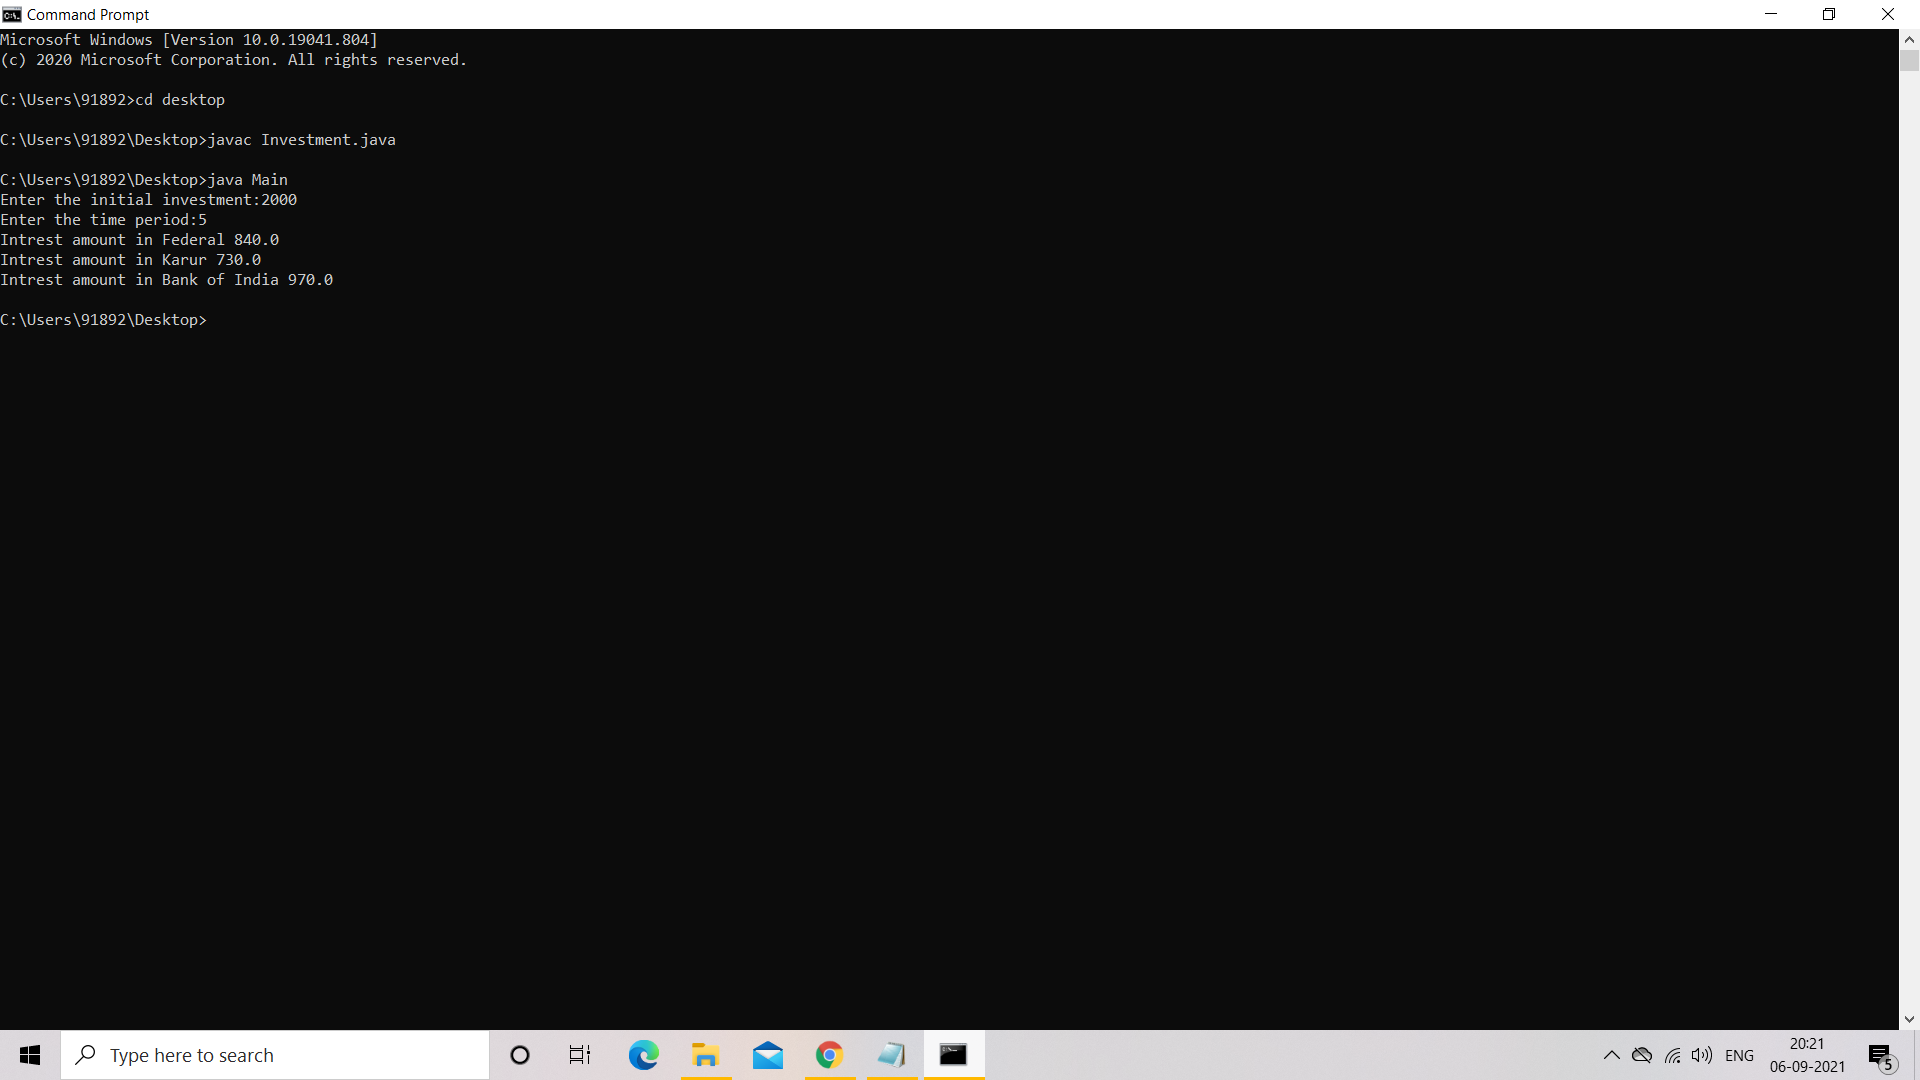 Command Prompt
Microsoft Windows [Version 10.0.19041.804]
(c) 2020 Microsoft Corporation. All rights reserved.
C:\Users\91892>cd desktop
C:\Users\91892\Desktop>javac Investment.java
C:\Users\91892\Desktop>java Main
Enter the initial investment:2000
Enter the time period:5
Intrest amount in Federal 840.0
Intrest amount in Karur 730.0
Intrest amount in Bank of India 970.0
C:\Users\91892\Desktop>
Type here to search
ENG
20:21
06-09-2021
5